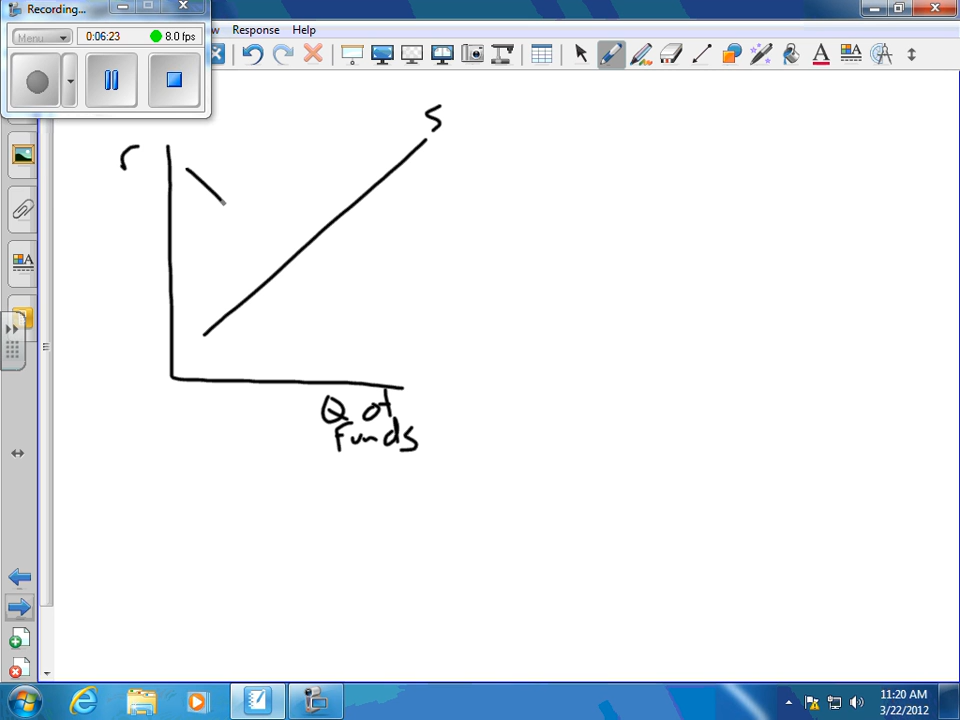 Recording...
Menu
0:06:23
8.0 fps
w
Response
Help
S
r
Q of
Funds
11:20 AM
3/22/2012